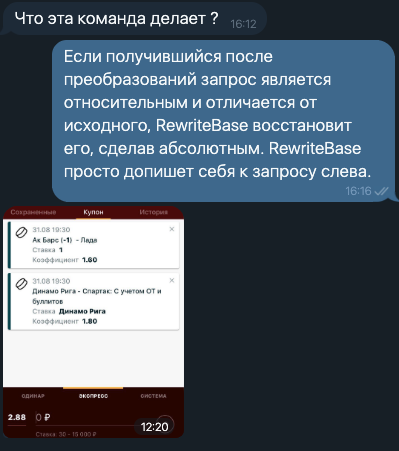 Что эта команда делает ?
16:12
Если получившийся после
преобразований запрос является
относительным и отличается от
исходного, RewriteBase восстановит
его, сделав абсолютным. RewriteBase
просто допишет себя к запросу слева.
16:16
Сохраненные Купон История
31.08 19:30
Ак Барс (-1) - Лада
Ставка 1
Коэффициент 1.60
31.08 19:30
Динамо Рига - Спартак: С учетом ОТ и
буллитов
Ставка Динамо Рига
Коэффициент 1.80
ОДИНАР ЭКСПРЕСС СИСТЕМА
2.88 0 ₽
Ставка: 30 - 15 000 ₽
12:20